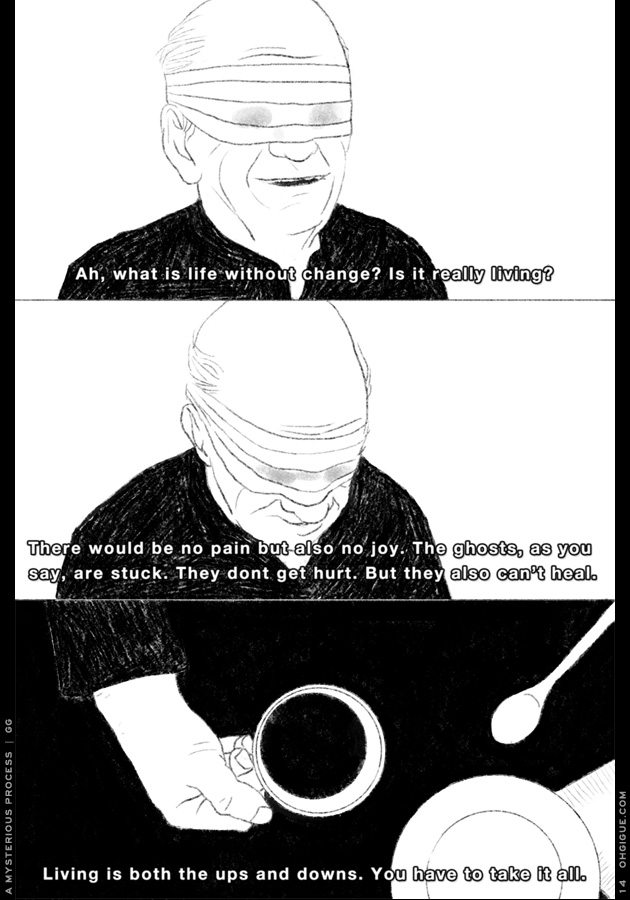 Ah, what is life without change? Is it really living?
There would be no pain but also no joy. The ghosts, as you
say, are stuck. They dont get hurt. But they also can't heal.
Living is both the ups and downs. You have to take it all.
A MYSTERIOUS PROCESS | GG
14 OHGIGUE.COM